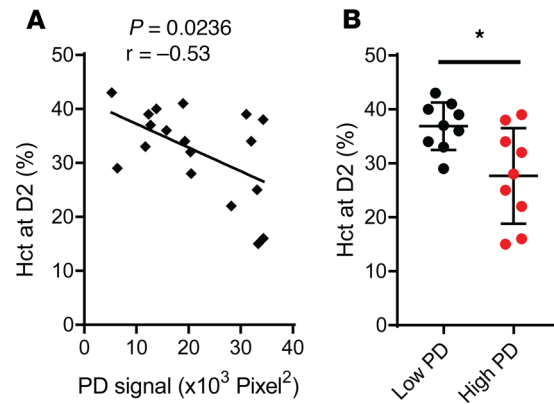 A
P = 0.0236
r = –0.53
Hct at D2 (%)
50
40
30
20
10
0
0
10
20
30
40
PD signal (x10³ Pixel²)
B
*
Hct at D2 (%)
50
40
30
20
10
0
Low PD
High PD